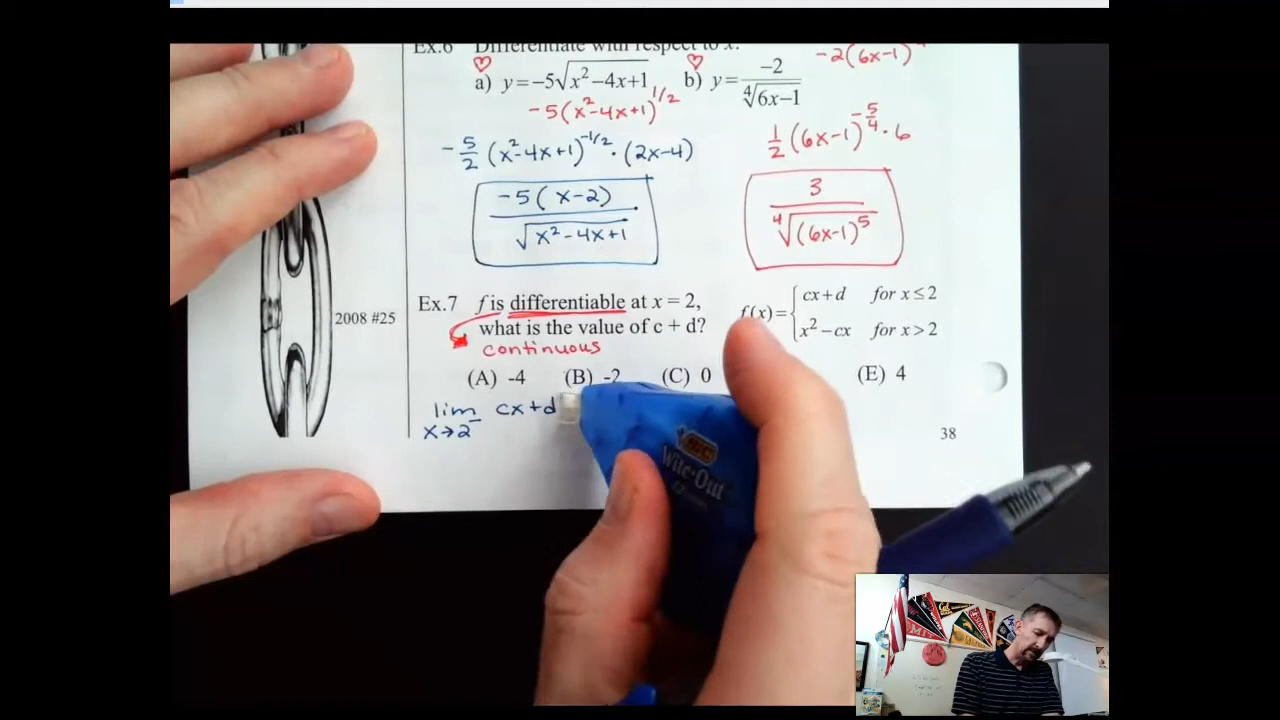 Ex.6 Differentiate with respect to x.
-2(6x-1)
a) y=-5√x²-4x+1 b) y= -2/∜6x-1
-5(x²-4x+1)^1/2
-5/2 (x²-4x+1)^-1/2 · (2x-4)
1/2 (6x-1)^-5/4 · 6
-5(x-2)/√x²-4x+1
3/∜(6x-1)^5
Ex.7 f is differentiable at x = 2,
what is the value of c + d?
continuous
f(x)= { cx+d for x≤2
x²-cx for x>2
2008 #25
(A) -4 (B) -2 (C) 0 (E) 4
lim x→2⁻ cx+d
38
BIC
Wite·Out